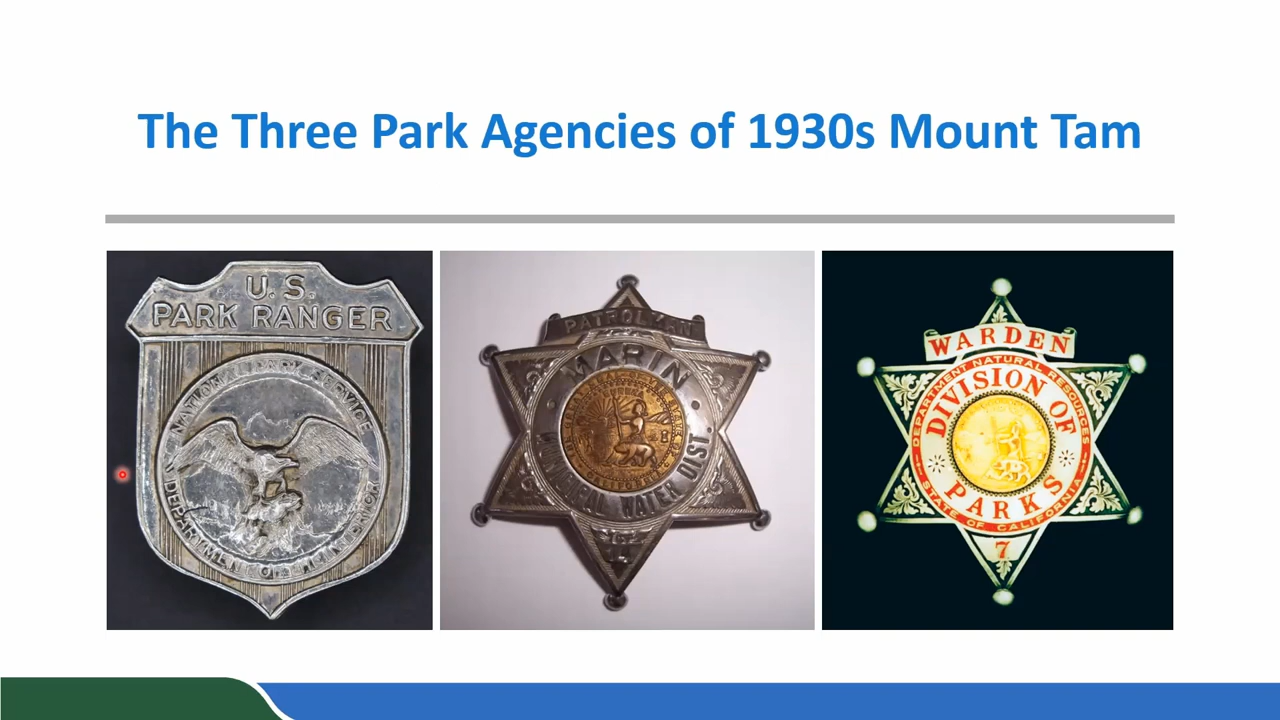 The Three Park Agencies of 1930s Mount Tam
U. S.
PARK RANGER
NATIONAL PARK SERVICE
DEPARTMENT OF THE INTERIOR
PATROLMAN
MARIN
MUNICIPAL WATER DIST.
CALIFORNIA
WARDEN
DEPARTMENT NATURAL RESOURCES
DIVISION OF
PARKS
STATE OF CALIFORNIA
7